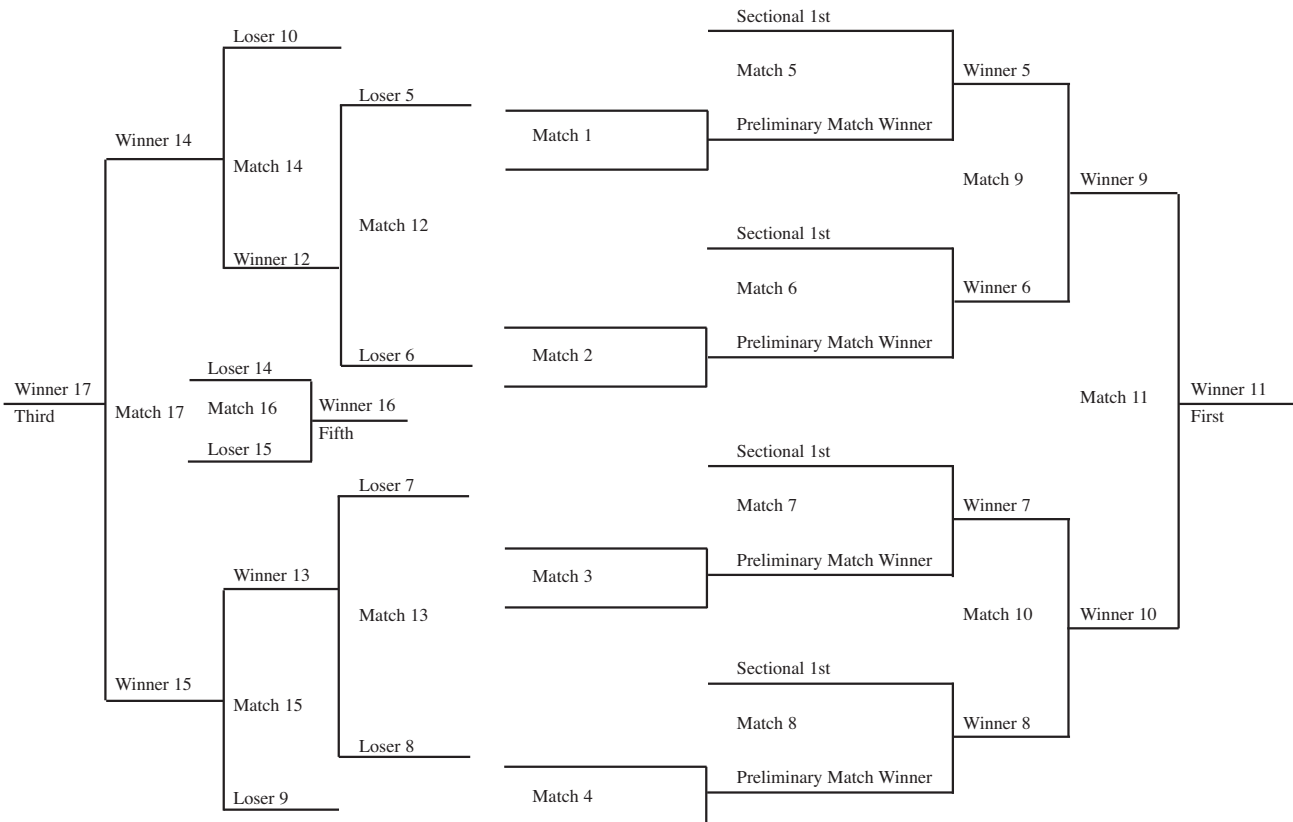 Sectional 1st
Loser 10
Match 5
Winner 5
Loser 5
Preliminary Match Winner
Match 1
Winner 14
Match 14
Match 9
Winner 9
Match 12
Sectional 1st
Winner 12
Match 6
Winner 6
Preliminary Match Winner
Loser 6
Match 2
Loser 14
Winner 17
Third
Match 17
Match 16
Winner 16
Fifth
Match 11
Winner 11
First
Loser 15
Sectional 1st
Loser 7
Match 7
Winner 7
Preliminary Match Winner
Winner 13
Match 3
Match 13
Match 10
Winner 10
Sectional 1st
Winner 15
Match 15
Match 8
Winner 8
Loser 8
Preliminary Match Winner
Loser 9
Match 4